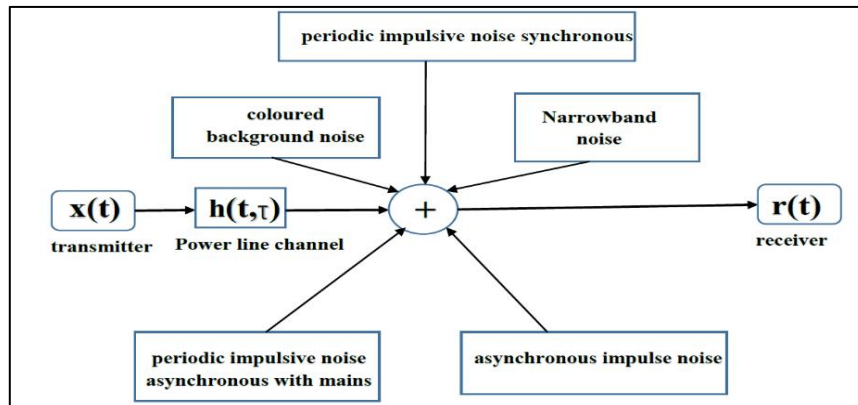 periodic impulsive noise synchronous
coloured
background noise
Narrowband
noise
x(t)
h(t,τ)
+
r(t)
transmitter
Power line channel
receiver
periodic impulsive noise
asynchronous with mains
asynchronous impulse noise